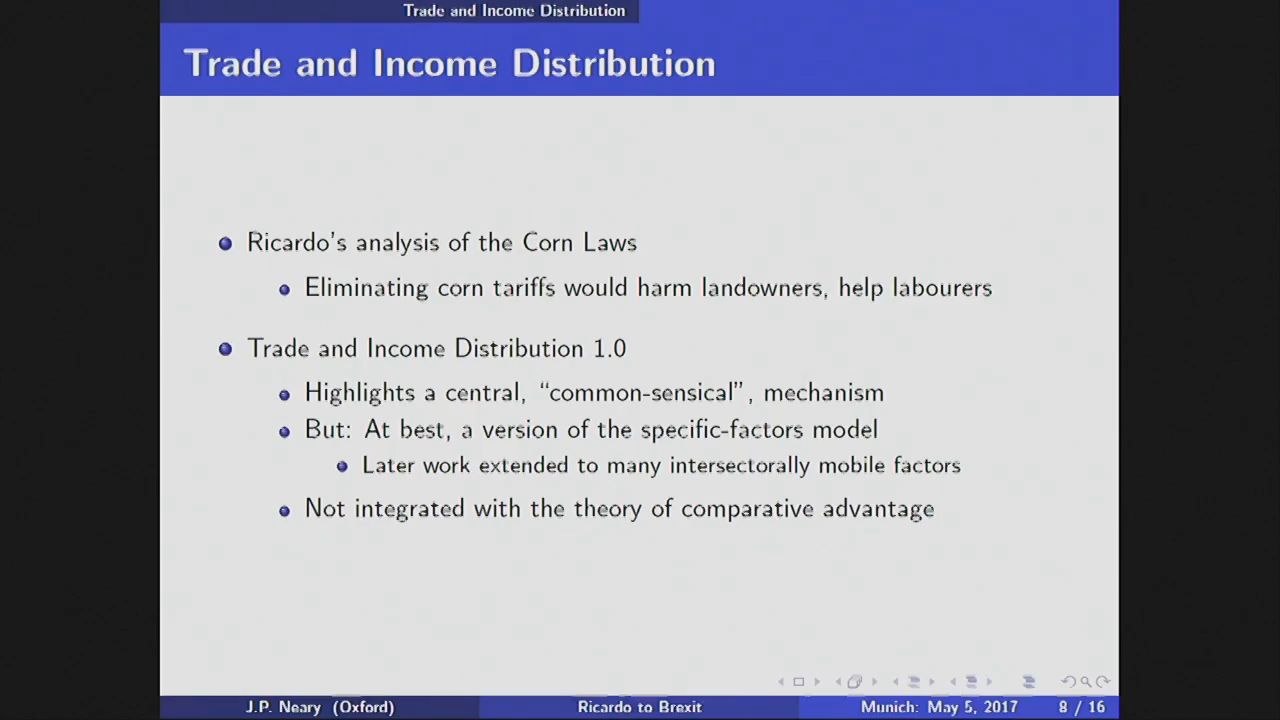 Trade and Income Distribution
Trade and Income Distribution
Ricardo's analysis of the Corn Laws
Eliminating corn tariffs would harm landowners, help labourers
Trade and Income Distribution 1.0
Highlights a central, “common-sensical”, mechanism
But: At best, a version of the specific-factors model
Later work extended to many intersectorally mobile factors
Not integrated with the theory of comparative advantage
J.P. Neary (Oxford) Ricardo to Brexit Munich: May 5, 2017 8 / 16